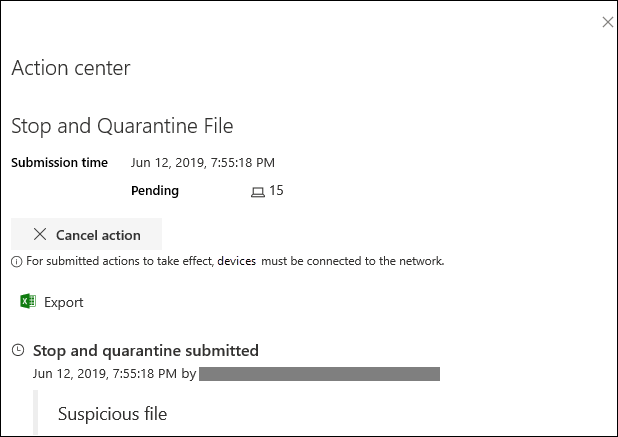 Action center
Stop and Quarantine File
Submission time Jun 12, 2019, 7:55:18 PM
Pending 15
Cancel action
For submitted actions to take effect, devices must be connected to the network.
Export
Stop and quarantine submitted
Jun 12, 2019, 7:55:18 PM by
Suspicious file